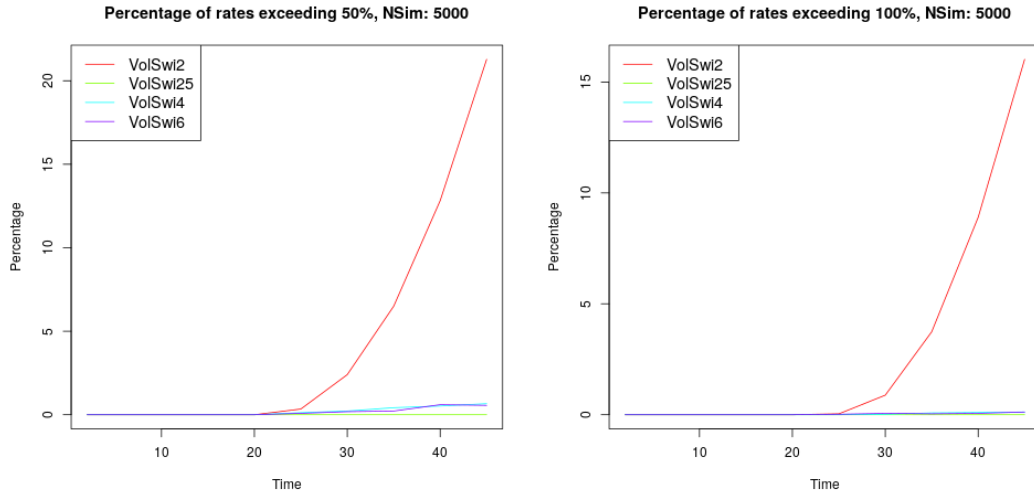 Percentage of rates exceeding 50%, NSim: 5000
VolSwi2
VolSwi25
VolSwi4
VolSwi6
20
15
10
5
0
Percentage
10
20
30
40
Time
Percentage of rates exceeding 100%, NSim: 5000
VolSwi2
VolSwi25
VolSwi4
VolSwi6
15
10
5
0
Percentage
10
20
30
40
Time